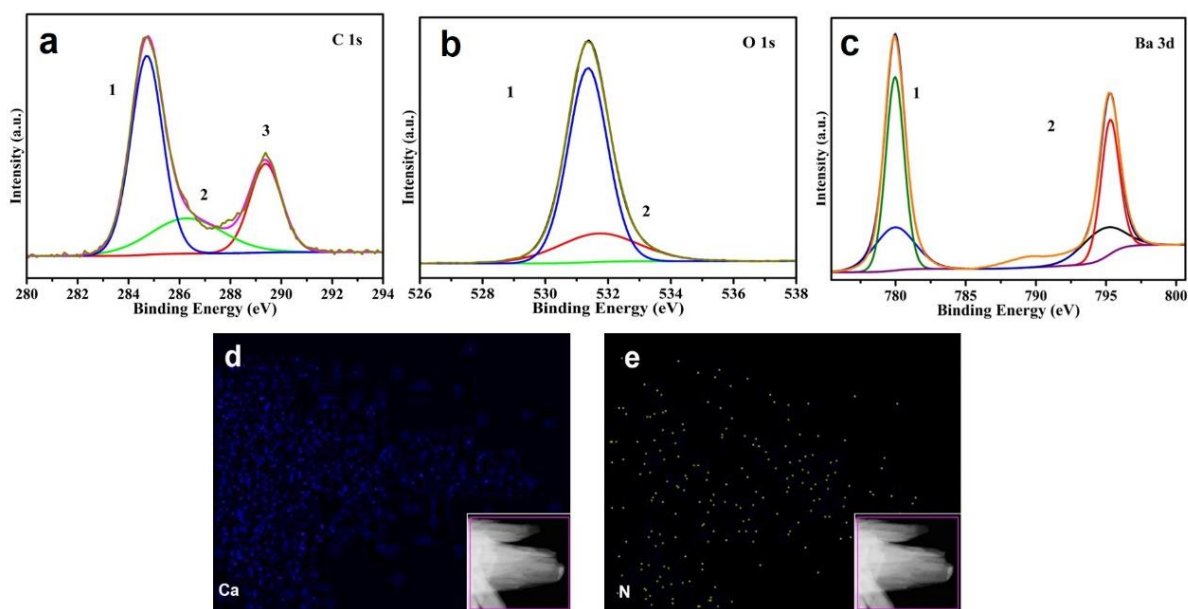 a
C 1s
1
2
3
Intensity (a.u.)
280 282 284 286 288 290 292 294
Binding Energy (eV)
b
O 1s
1
2
Intensity (a.u.)
526 528 530 532 534 536 538
Binding Energy (eV)
c
Ba 3d
1
2
Intensity (a.u.)
780 785 790 795 800
Binding Energy (eV)
d
Ca
e
N